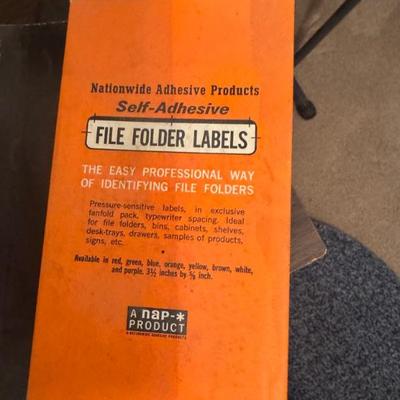 Nationwide Adhesive Products
Self-Adhesive
FILE FOLDER LABELS
THE EASY PROFESSIONAL WAY
OF IDENTIFYING FILE FOLDERS
Pressure-sensitive labels, in exclusive
fanfold pack, typewriter spacing. Ideal
for file folders, bins, cabinets, shelves,
desk-trays, drawers, samples of products,
signs, etc.
Available in red, green, blue, orange, yellow, brown, white,
and purple. 3½ inches by ⅝ inch.
A nap-*
PRODUCT
* NATIONWIDE ADHESIVE PRODUCTS